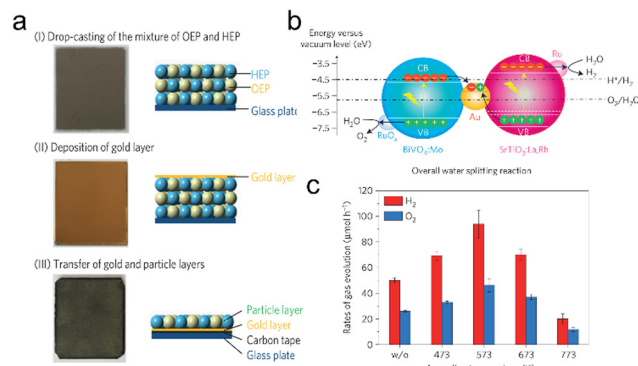 a
(I) Drop-casting of the mixture of OEP and HEP
HEP
OEP
Glass plate
(II) Deposition of gold layer
Gold layer
(III) Transfer of gold and particle layers
Particle layer
Gold layer
Carbon tape
Glass plate
b
Energy versus
vacuum level (eV)
−3.5
−4.5
−5.5
−6.5
−7.5
CB
CB
Ru
H₂O
H₂
H⁺/H₂
O₂/H₂O
Au
H₂O
O₂
VB
VB
RuOₓ
BiVO₄:Mo
SrTiO₃:La,Rh
Overall water splitting reaction
c
Rates of gas evolution (μmol h⁻¹)
120
100
80
60
40
20
0
H₂
O₂
w/o
473
573
673
773